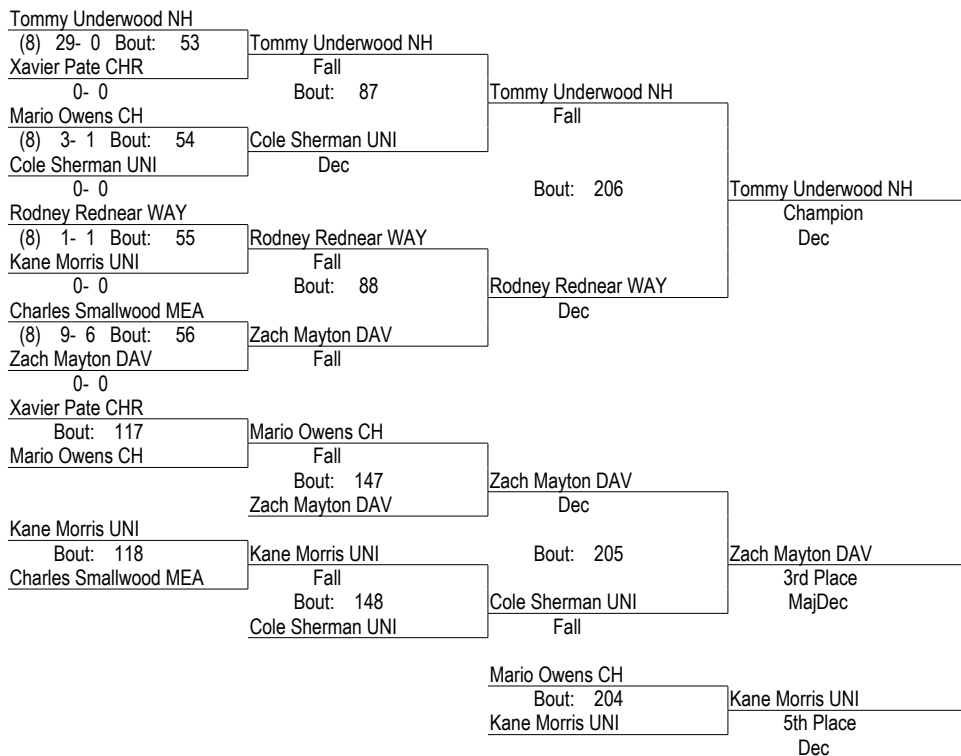 Tommy Underwood NH
(8) 29- 0 Bout: 53
Tommy Underwood NH
Xavier Pate CHR
Fall
0- 0
Bout: 87
Tommy Underwood NH
Mario Owens CH
Fall
(8) 3- 1 Bout: 54
Cole Sherman UNI
Cole Sherman UNI
Dec
0- 0
Bout: 206
Tommy Underwood NH
Rodney Rednear WAY
Champion
(8) 1- 1 Bout: 55
Rodney Rednear WAY
Dec
Kane Morris UNI
Fall
0- 0
Bout: 88
Rodney Rednear WAY
Charles Smallwood MEA
Dec
(8) 9- 6 Bout: 56
Zach Mayton DAV
Zach Mayton DAV
Fall
0- 0
Xavier Pate CHR
Bout: 117
Mario Owens CH
Mario Owens CH
Fall
Bout: 147
Zach Mayton DAV
Zach Mayton DAV
Dec
Kane Morris UNI
Bout: 118
Kane Morris UNI
Bout: 205
Zach Mayton DAV
Charles Smallwood MEA
Fall
3rd Place
Bout: 148
Cole Sherman UNI
MajDec
Cole Sherman UNI
Fall
Mario Owens CH
Bout: 204
Kane Morris UNI
Kane Morris UNI
5th Place
Dec